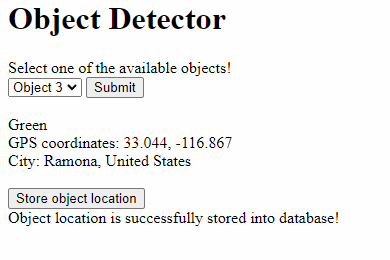 Object Detector
Select one of the available objects!
Object 3 Submit
Green
GPS coordinates: 33.044, -116.867
City: Ramona, United States
Store object location
Object location is successfully stored into database!